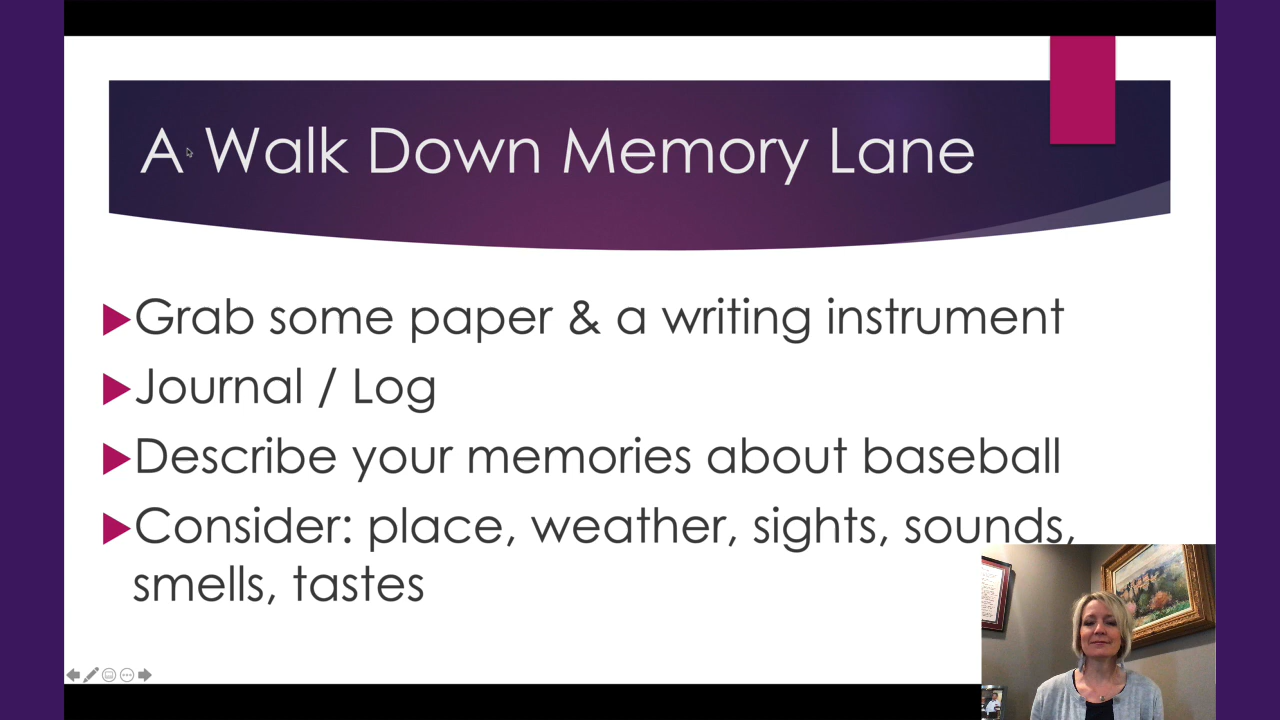 A Walk Down Memory Lane
Grab some paper & a writing instrument
Journal / Log
Describe your memories about baseball
Consider: place, weather, sights, sounds,
smells, tastes